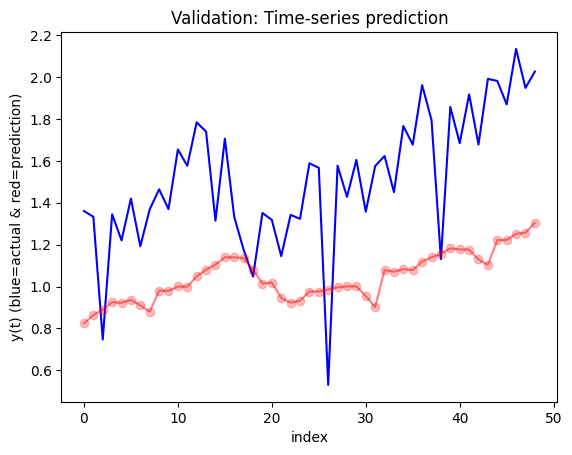 Validation: Time-series prediction
y(t) (blue=actual & red=prediction)
2.2
2.0
1.8
1.6
1.4
1.2
1.0
0.8
0.6
0 10 20 30 40 50
index